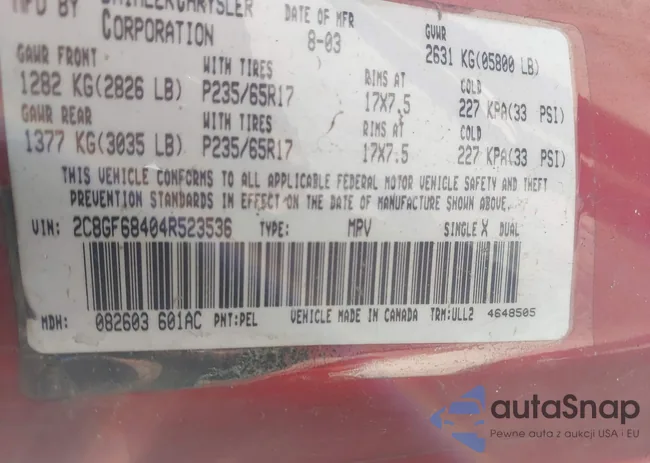 MFD BY DAIMLERCHRYSLER CORPORATION
DATE OF MFR 8-03
GVWR 2631 KG(05800 LB)
GAWR FRONT WITH TIRES RIMS AT COLD
1282 KG(2826 LB) P235/65R17 17X7.5 227 KPA(33 PSI)
GAWR REAR WITH TIRES RIMS AT COLD
1377 KG(3035 LB) P235/65R17 17X7.5 227 KPA(33 PSI)
THIS VEHICLE CONFORMS TO ALL APPLICABLE FEDERAL MOTOR VEHICLE SAFETY AND THEFT
PREVENTION STANDARDS IN EFFECT ON THE DATE OF MANUFACTURE SHOWN ABOVE.
VIN: 2C8GF68404R523536 TYPE: MPV SINGLE X DUAL
MDH: 082603 601AC PNT:PEL VEHICLE MADE IN CANADA TRM:ULL2 4648505
autaSnap
Pewne auta z aukcji USA i EU